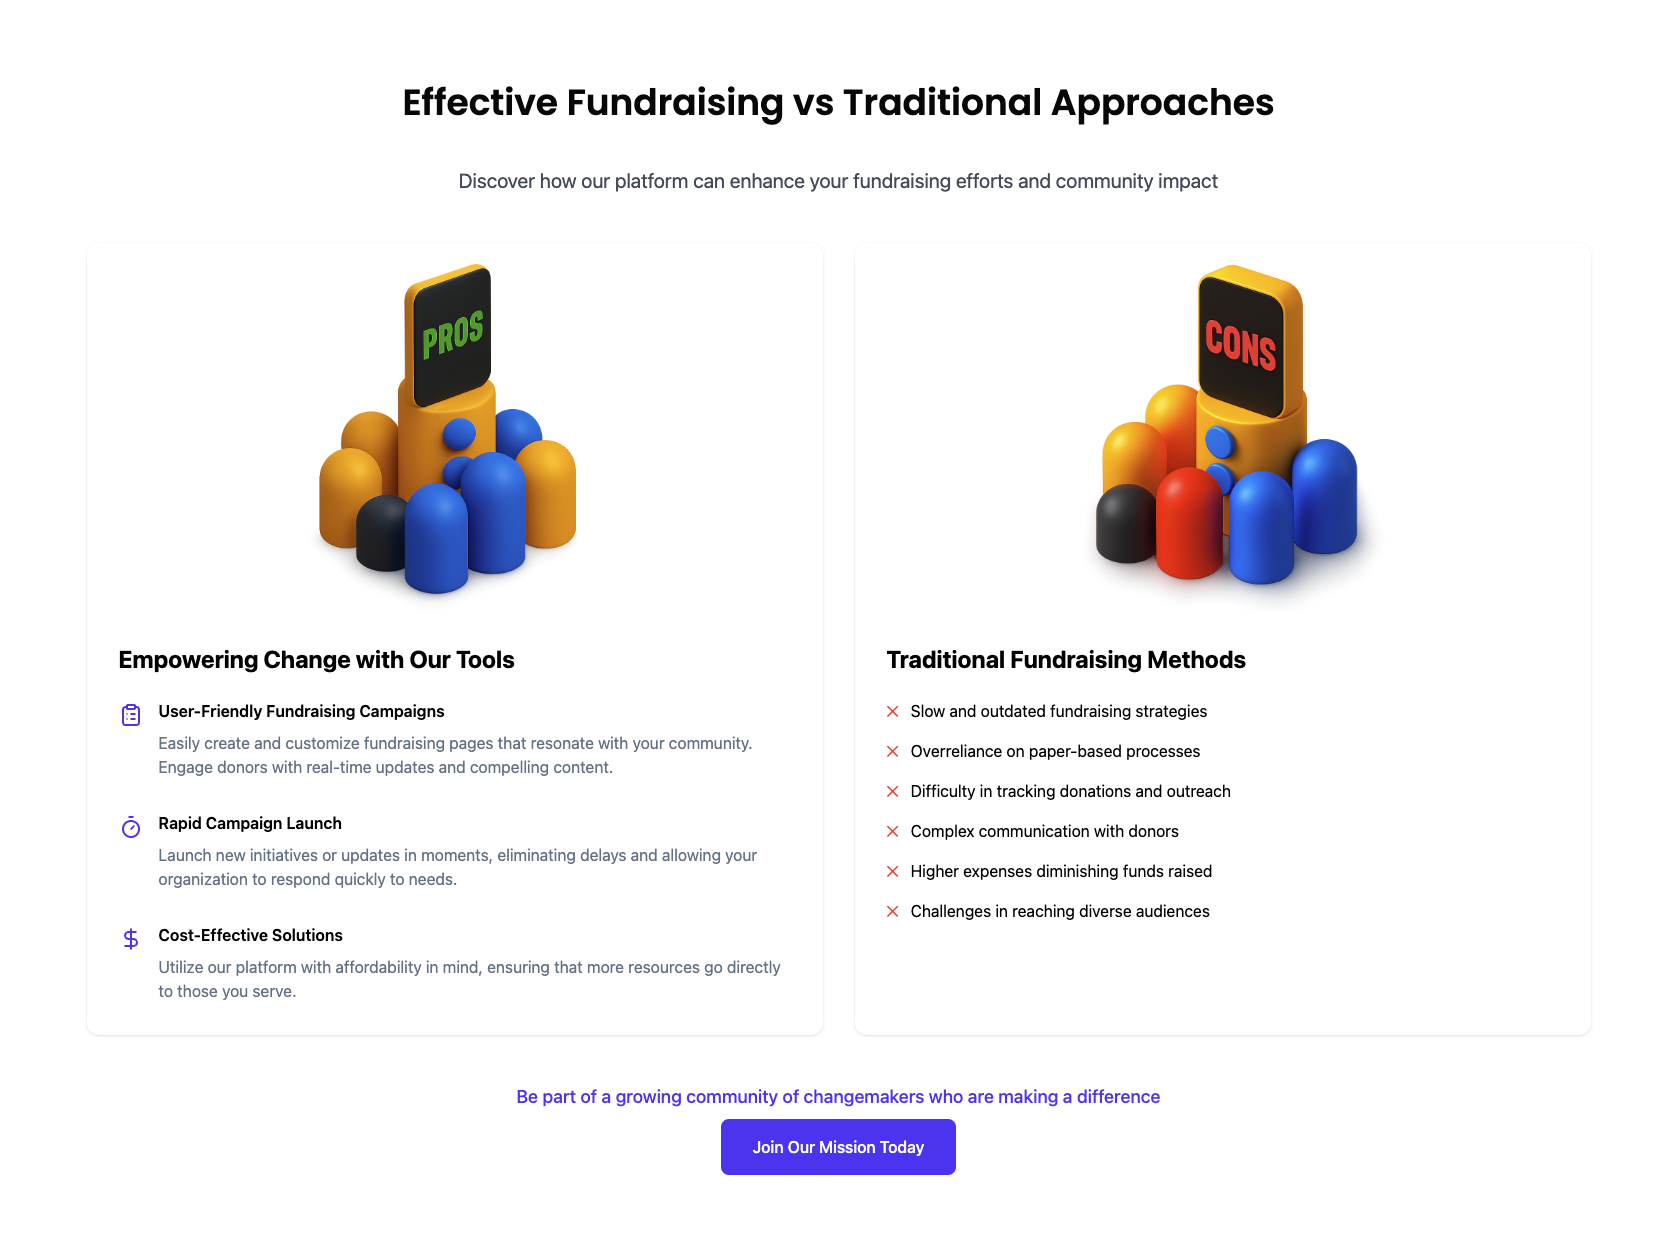 Effective Fundraising vs Traditional Approaches
Discover how our platform can enhance your fundraising efforts and community impact
PROS
Empowering Change with Our Tools
User-Friendly Fundraising Campaigns
Easily create and customize fundraising pages that resonate with your community.
Engage donors with real-time updates and compelling content.
Rapid Campaign Launch
Launch new initiatives or updates in moments, eliminating delays and allowing your
organization to respond quickly to needs.
Cost-Effective Solutions
Utilize our platform with affordability in mind, ensuring that more resources go directly
to those you serve.
CONS
Traditional Fundraising Methods
Slow and outdated fundraising strategies
Overreliance on paper-based processes
Difficulty in tracking donations and outreach
Complex communication with donors
Higher expenses diminishing funds raised
Challenges in reaching diverse audiences
Be part of a growing community of changemakers who are making a difference
Join Our Mission Today